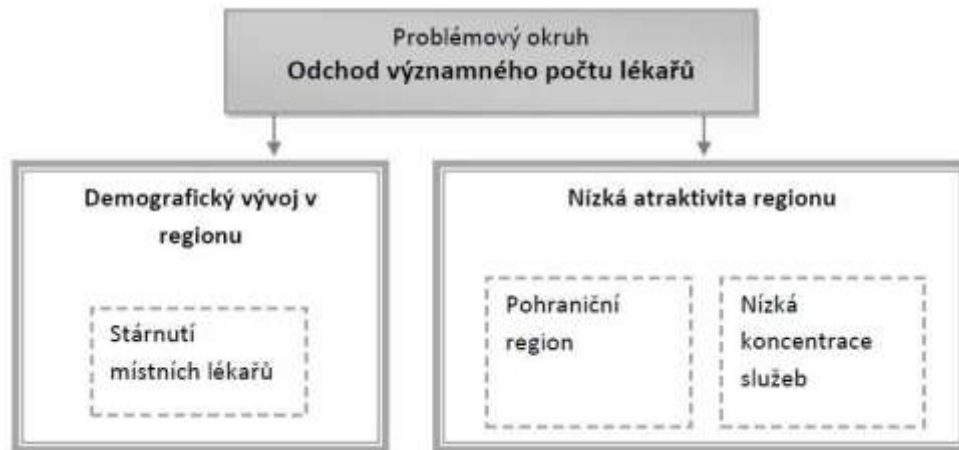 Problémový okruh
Odchod významného počtu lékařů
Demografický vývoj v
regionu
Stárnutí
místních lékařů
Nízká atraktivita regionu
Pohraniční
region
Nízká
koncentrace
služeb